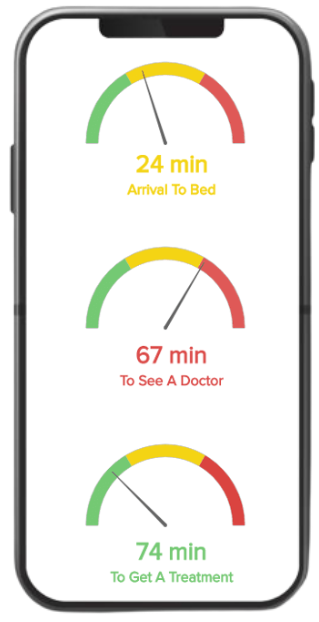 24 min
Arrival To Bed
67 min
To See A Doctor
74 min
To Get A Treatment